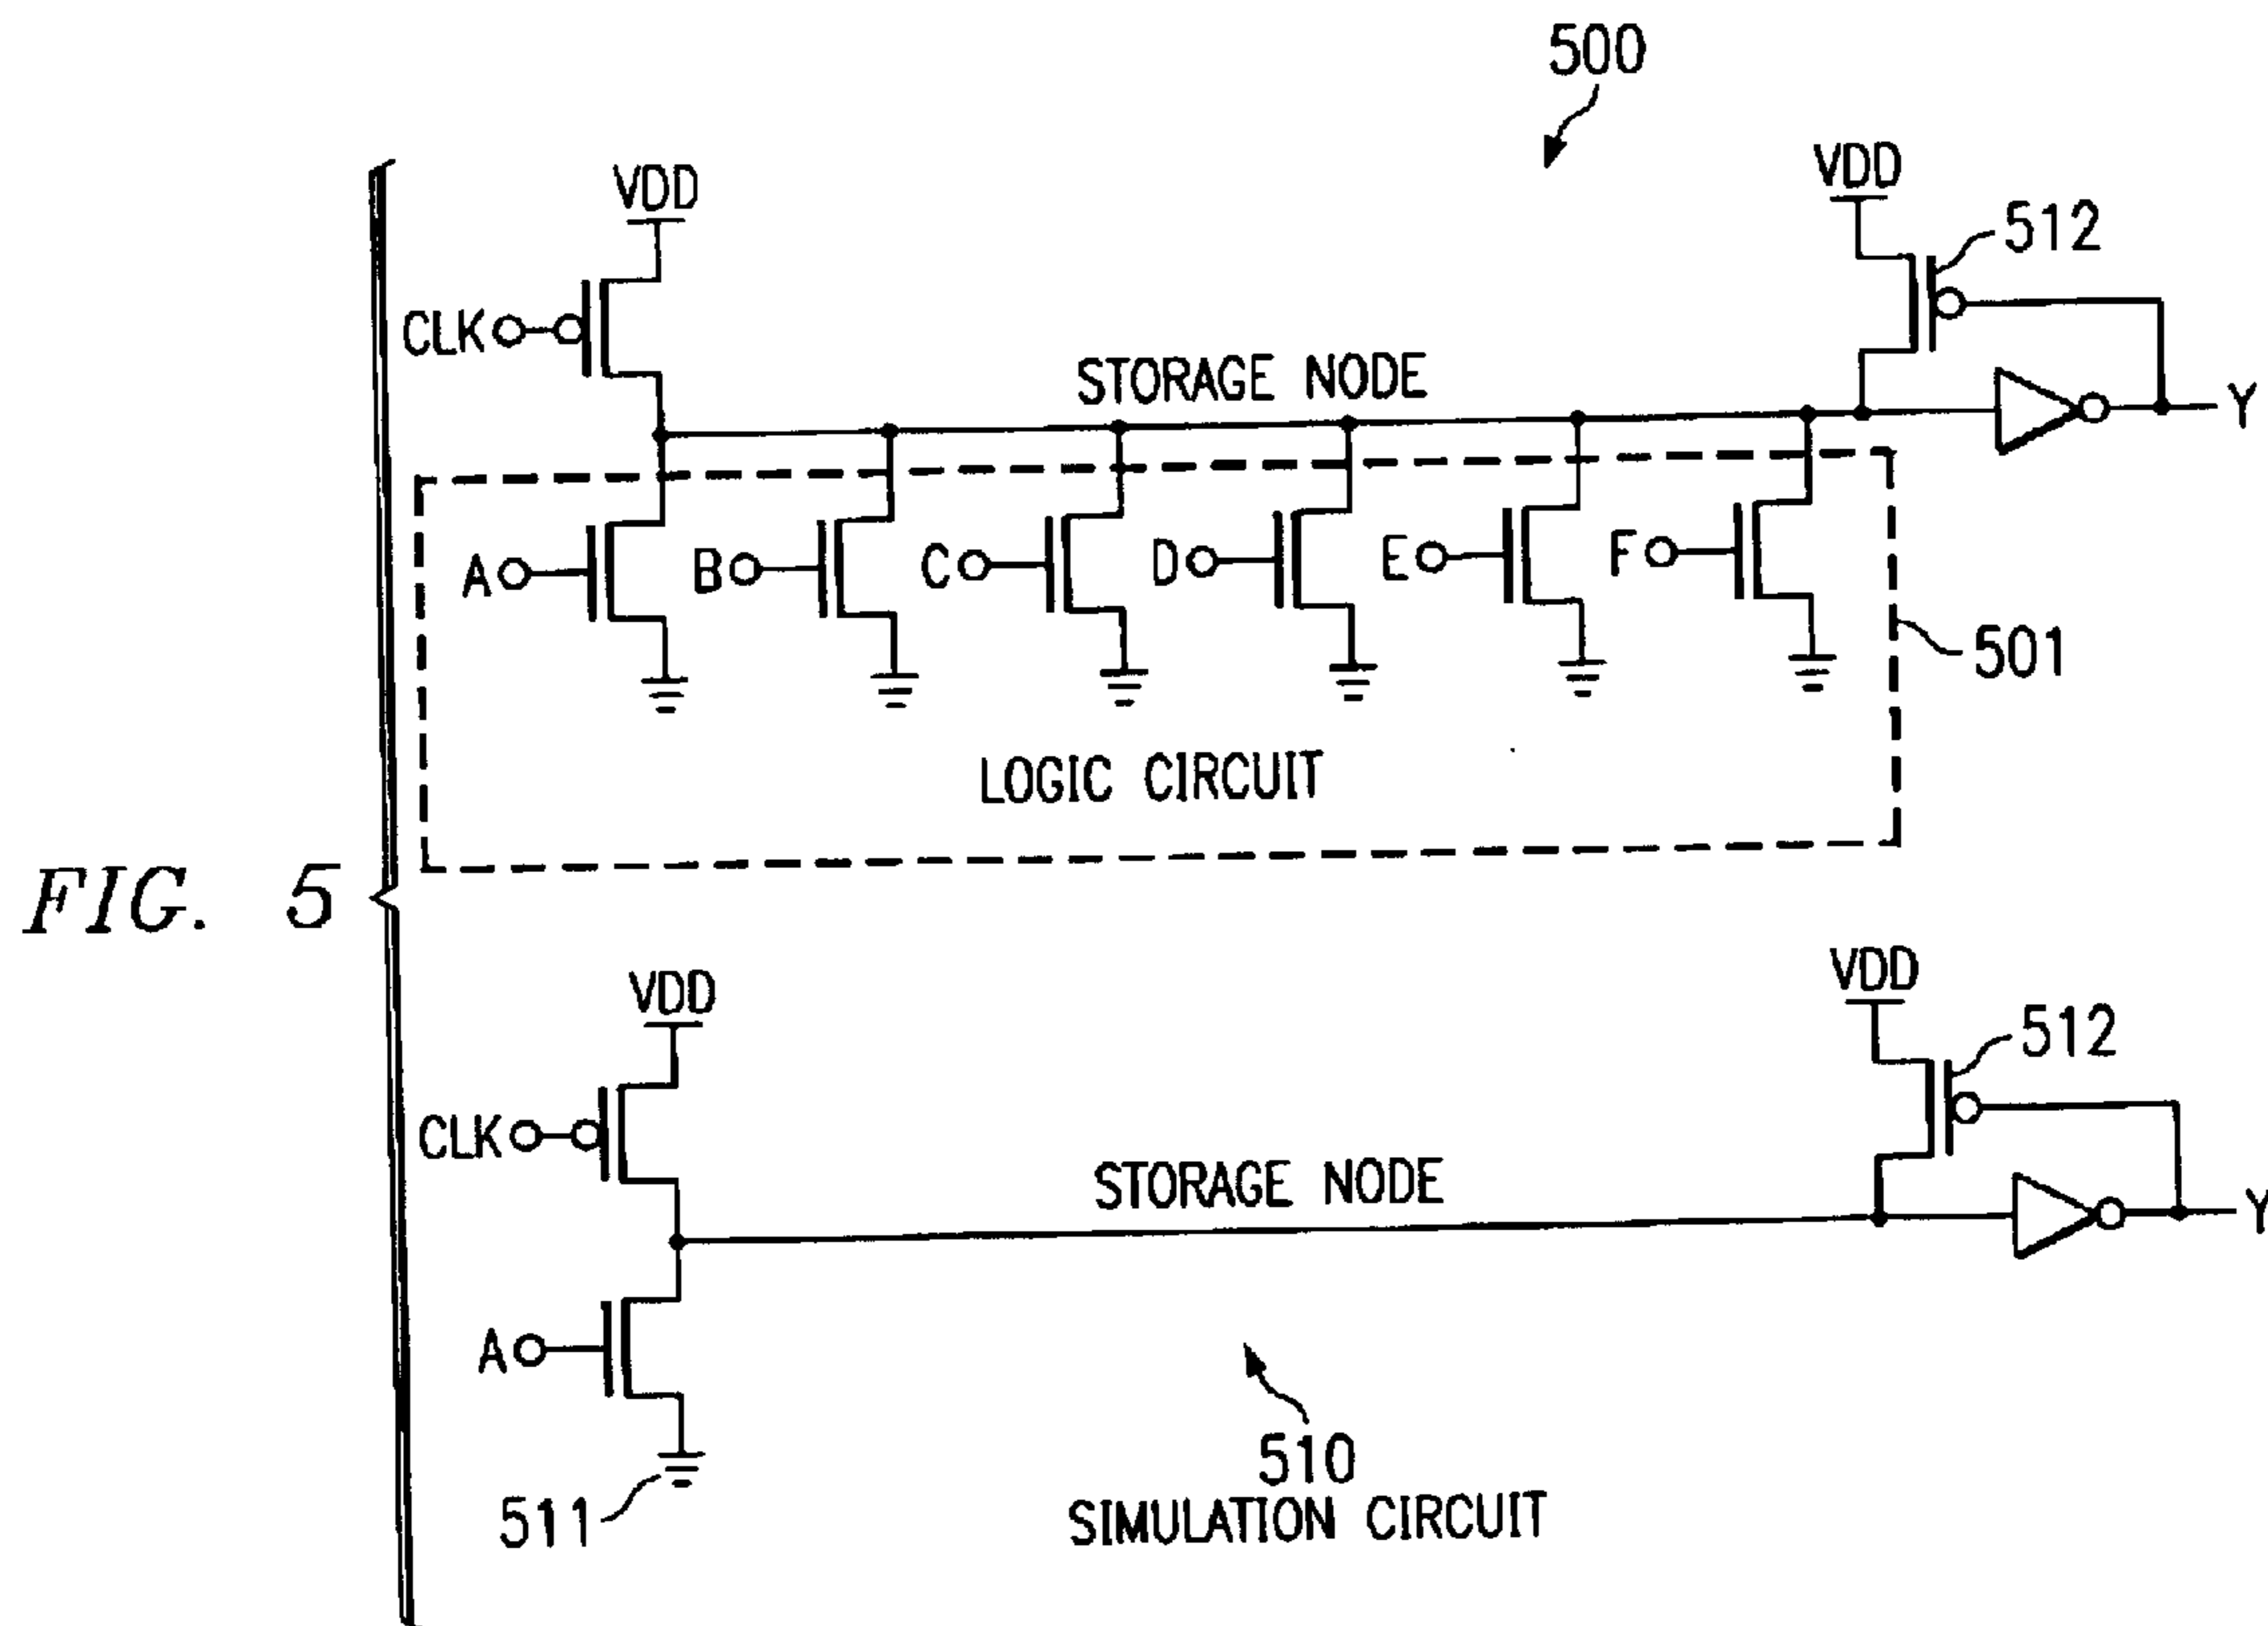 500
VDD
VDD
512
CLK
STORAGE NODE
Y
A
B
C
D
E
F
501
LOGIC CIRCUIT
FIG. 5
VDD
VDD
512
CLK
STORAGE NODE
Y
A
510
511
SIMULATION CIRCUIT